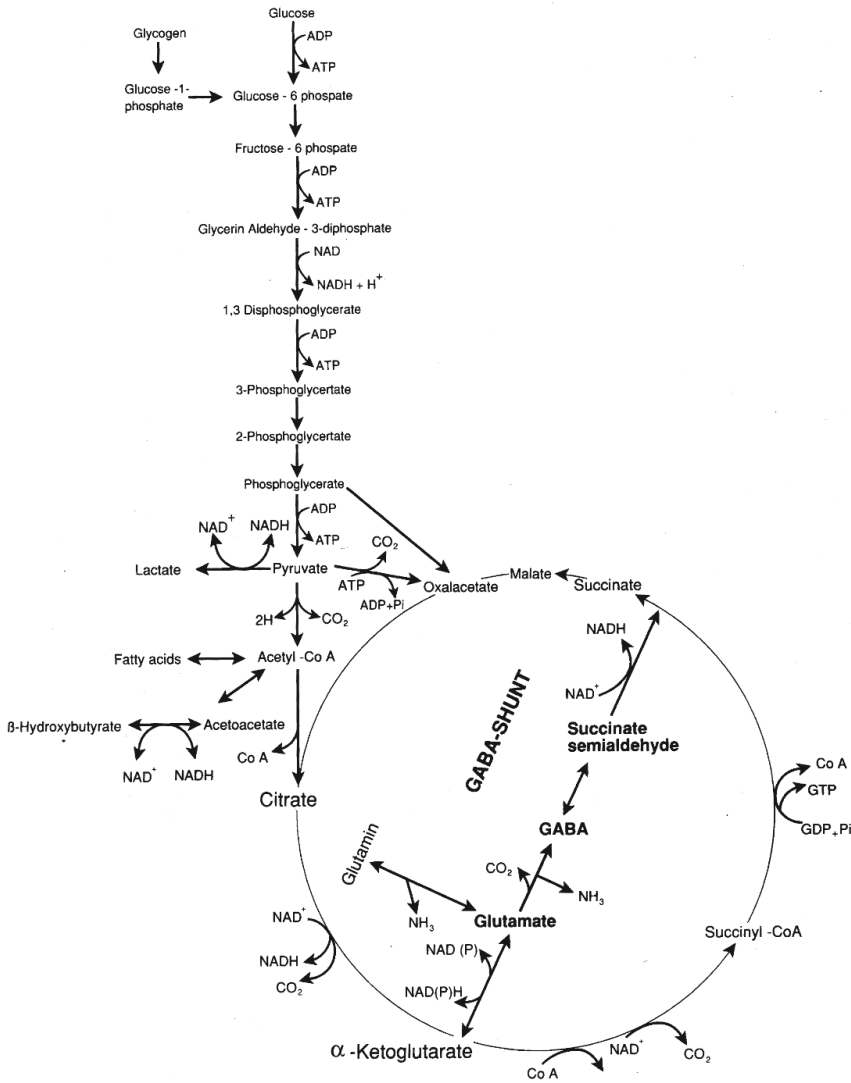 Glucose
ADP
ATP
Glycogen
Glucose -1-
phosphate
Glucose - 6 phospate
Fructose - 6 phospate
ADP
ATP
Glycerin Aldehyde - 3-diphosphate
NAD
NADH + H+
1,3 Disphosphoglycerate
ADP
ATP
3-Phosphoglycertate
2-Phosphoglycertate
Phosphoglycerate
ADP
ATP
NAD+
NADH
Lactate
Pyruvate
CO2
ATP
ADP+Pi
Oxalacetate
Malate
Succinate
2H
CO2
Fatty acids
Acetyl -Co A
ß-Hydroxybutyrate
Acetoacetate
NAD+
NADH
Co A
Citrate
NADH
NAD+
Succinate
semialdehyde
GABA-SHUNT
Co A
GTP
GDP+Pi
GABA
Glutamin
CO2
NH3
NH3
Glutamate
NAD+
NADH
CO2
NAD (P)
NAD(P)H
Succinyl -CoA
α -Ketoglutarate
Co A
NAD+
CO2